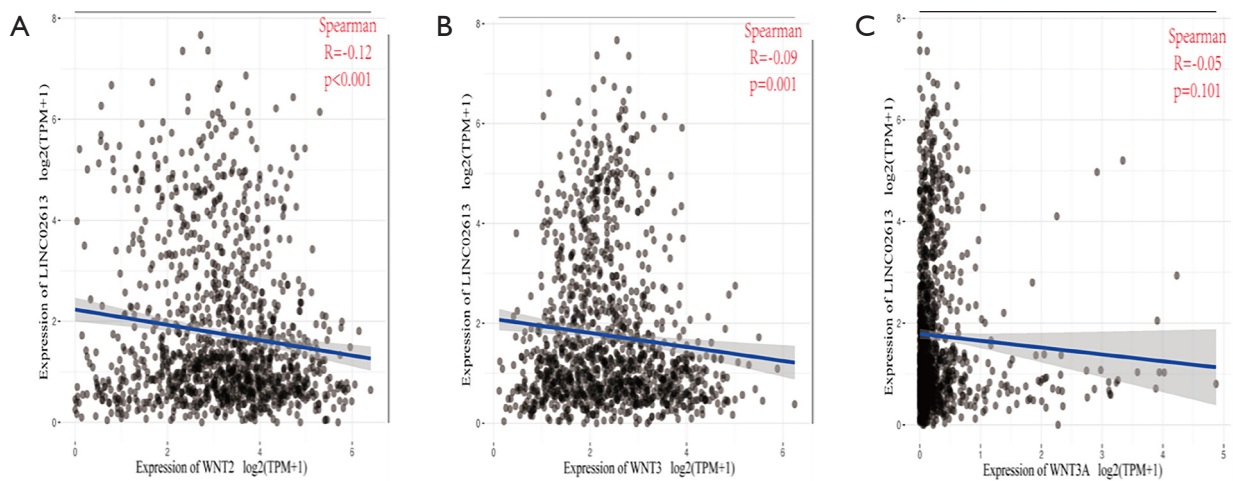 A
Spearman
R=-0.12
p<0.001
8
6
4
2
0
Expression of LINC02613 log2(TPM+1)
0 2 4 6
Expression of WNT2 log2(TPM+1)
B
Spearman
R=-0.09
p=0.001
8
6
4
2
0
Expression of LINC02613 log2(TPM+1)
0 2 4 6
Expression of WNT3 log2(TPM+1)
C
Spearman
R=-0.05
p=0.101
8
6
4
2
0
Expression of LINC02613 log2(TPM+1)
0 1 2 3 4 5
Expression of WNT3A log2(TPM+1)